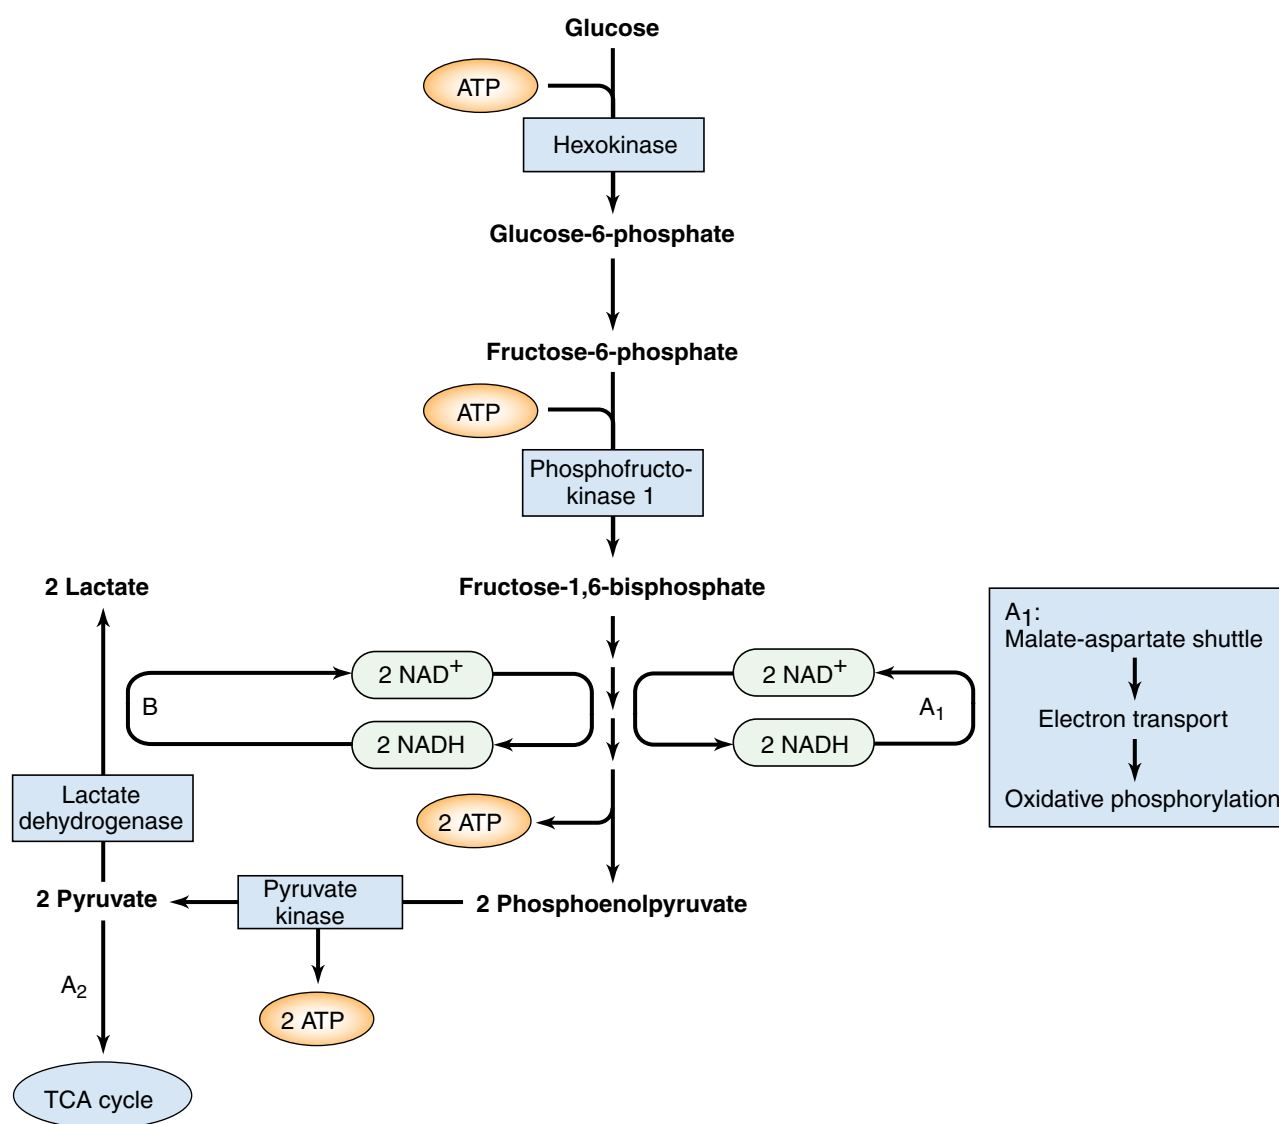 Glucose
ATP
Hexokinase
Glucose-6-phosphate
Fructose-6-phosphate
ATP
Phosphofructo-
kinase 1
2 Lactate
Fructose-1,6-bisphosphate
A1:
Malate-aspartate shuttle
Electron transport
Oxidative phosphorylation
2 NAD+
2 NAD+
B
A1
2 NADH
2 NADH
Lactate
dehydrogenase
2 ATP
2 Pyruvate
Pyruvate
kinase
2 Phosphoenolpyruvate
A2
2 ATP
TCA cycle